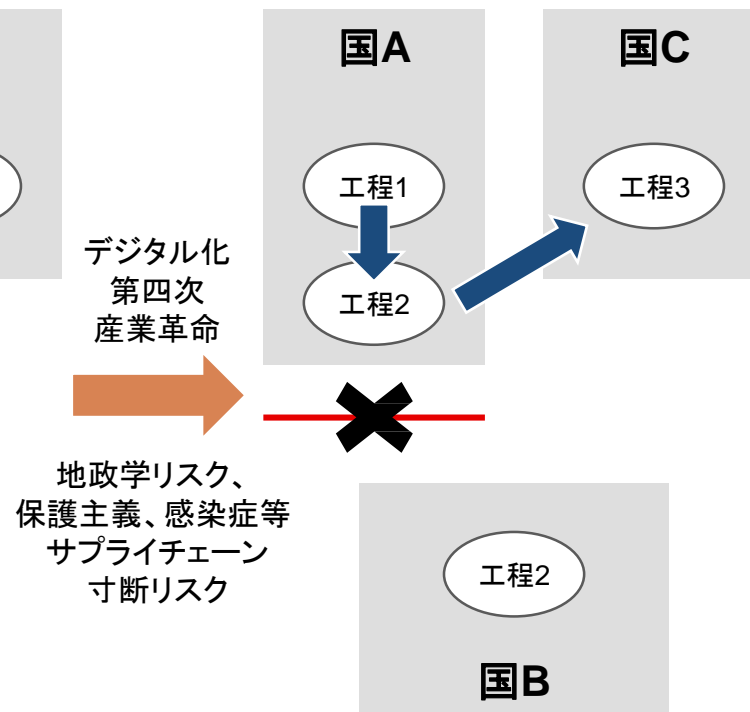 国A
国C
工程1
工程3
デジタル化
第四次
産業革命
工程2
地政学リスク、
保護主義、感染症等
サプライチェーン
寸断リスク
工程2
国B